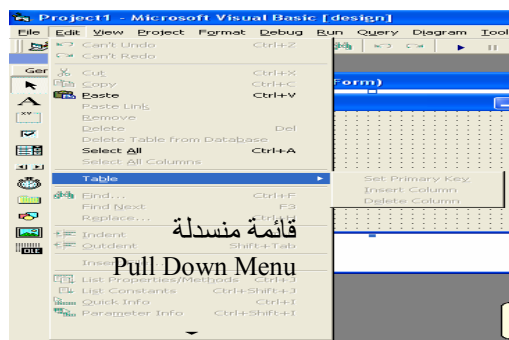 Project1 - Microsoft Visual Basic [design]
File Edit View Project Format Debug Run Query Diagram Tool
Can't Undo Ctrl+Z
Can't Redo
Ger
Cut Ctrl+X
Copy Ctrl+C
Form)
Paste Ctrl+V
Paste Link
Remove
Delete Del
Delete Table from Database
Select All Ctrl+A
Select All Columns
Table
Set Primary Key
Find... Ctrl+F
Insert Column
Find Next F3
Delete Column
Replace... Ctrl+H
قائمة منسدلة
Indent
Outdent Shift+Tab
Pull Down Menu
List Properties/Methods Ctrl+J
List Constants Ctrl+Shift+J
Quick Info Ctrl+I
Parameter Info Ctrl+Shift+I
OLE